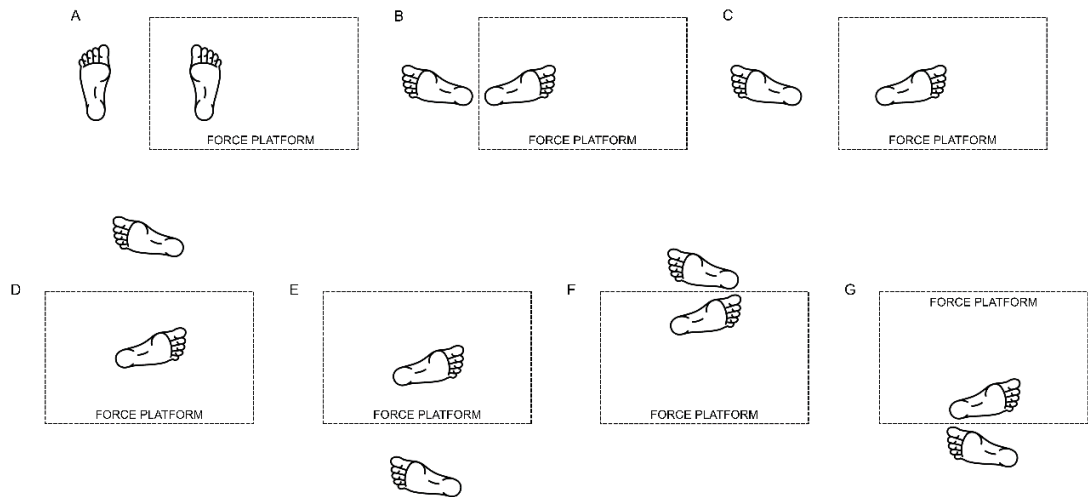 A
FORCE PLATFORM
B
FORCE PLATFORM
C
FORCE PLATFORM
D
FORCE PLATFORM
E
FORCE PLATFORM
F
FORCE PLATFORM
G
FORCE PLATFORM